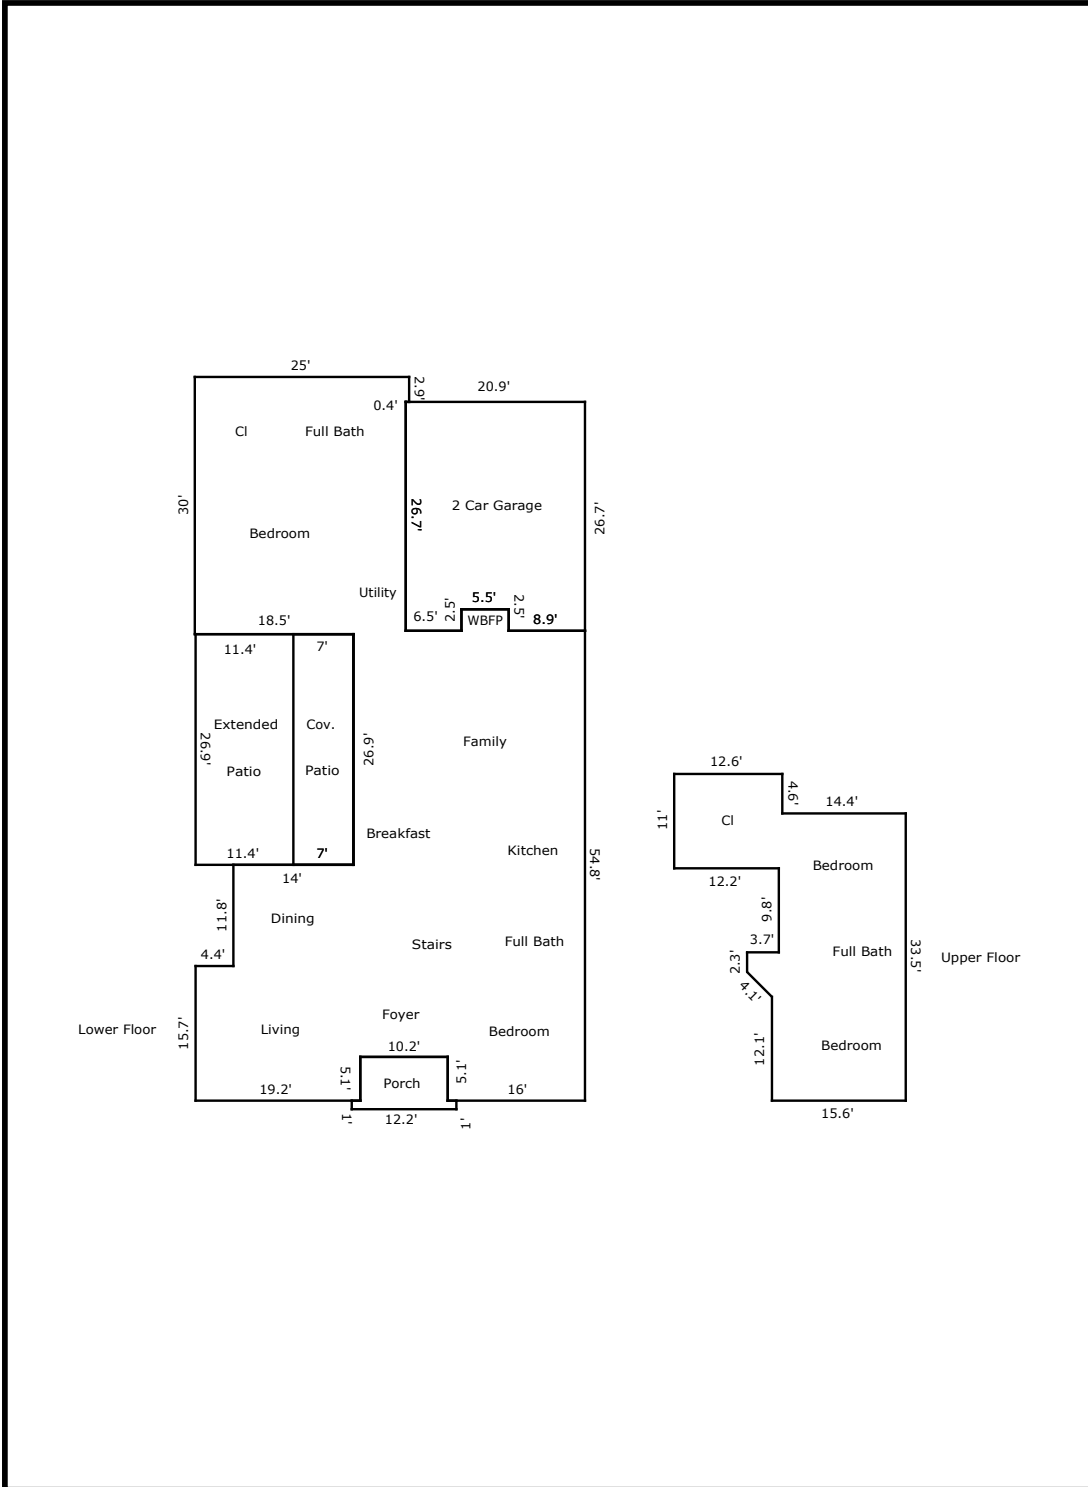 25'
2.9'
20.9'
0.4'
Cl
Full Bath
30'
26.7'
2 Car Garage
26.7'
Bedroom
Utility
5.5'
6.5'
2.5'
WBFP
2.5'
8.9'
18.5'
11.4'
7'
Extended
Cov.
26.9'
26.9'
Family
Patio
Patio
12.6'
4.6'
14.4'
11'
Cl
Breakfast
Kitchen
11.4'
7'
54.8'
Bedroom
14'
12.2'
11.8'
Dining
9.8'
Stairs
Full Bath
3.7'
4.4'
2.3'
Full Bath
33.5'
Upper Floor
4.1'
Foyer
Lower Floor
15.7'
Living
Bedroom
10.2'
12.1'
Bedroom
5.1'
Porch
5.1'
19.2'
16'
1'
12.2'
1'
15.6'